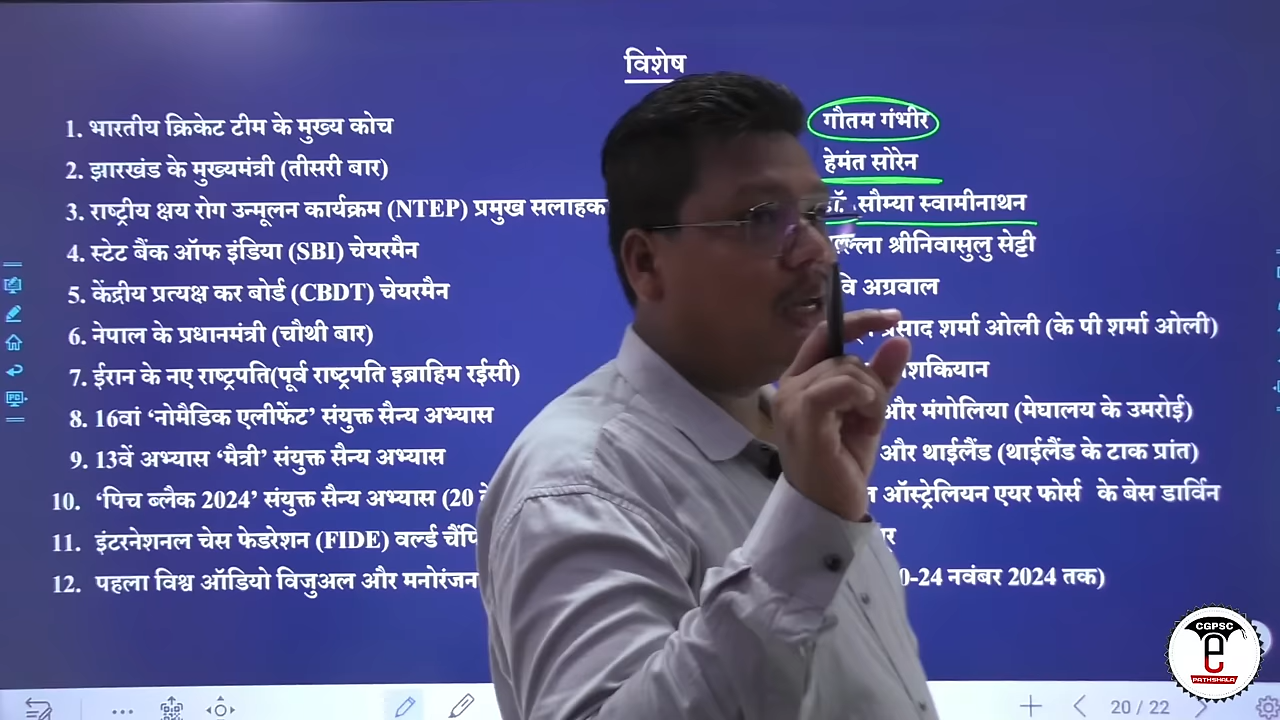 विशेष
1. भारतीय क्रिकेट टीम के मुख्य कोच गौतम गंभीर
2. झारखंड के मुख्यमंत्री (तीसरी बार) हेमंत सोरेन
3. राष्ट्रीय क्षय रोग उन्मूलन कार्यक्रम (NTEP) प्रमुख सलाहक सौम्या स्वामीनाथन
4. स्टेट बैंक ऑफ इंडिया (SBI) चेयरमैन श्रीनिवासुलु सेट्टी
5. केंद्रीय प्रत्यक्ष कर बोर्ड (CBDT) चेयरमैन अग्रवाल
6. नेपाल के प्रधानमंत्री (चौथी बार) प्रसाद शर्मा ओली (के पी शर्मा ओली)
7. ईरान के नए राष्ट्रपति(पूर्व राष्ट्रपति इब्राहिम रईसी)
8. 16वां ‘नोमैडिक एलीफेंट’ संयुक्त सैन्य अभ्यास और मंगोलिया (मेघालय के उमरोई)
9. 13वें अभ्यास ‘मैत्री’ संयुक्त सैन्य अभ्यास और थाईलैंड (थाईलैंड के टाक प्रांत)
10. ‘पिच ब्लैक 2024’ संयुक्त सैन्य अभ्यास (20 ऑस्ट्रेलियन एयर फोर्स के बेस डार्विन
11. इंटरनेशनल चेस फेडरेशन (FIDE) वर्ल्ड
12. पहला विश्व ऑडियो विजुअल और मनोरंजन 0-24 नवंबर 2024 तक)
20 / 22
CGPSC
e
PATHSHALA